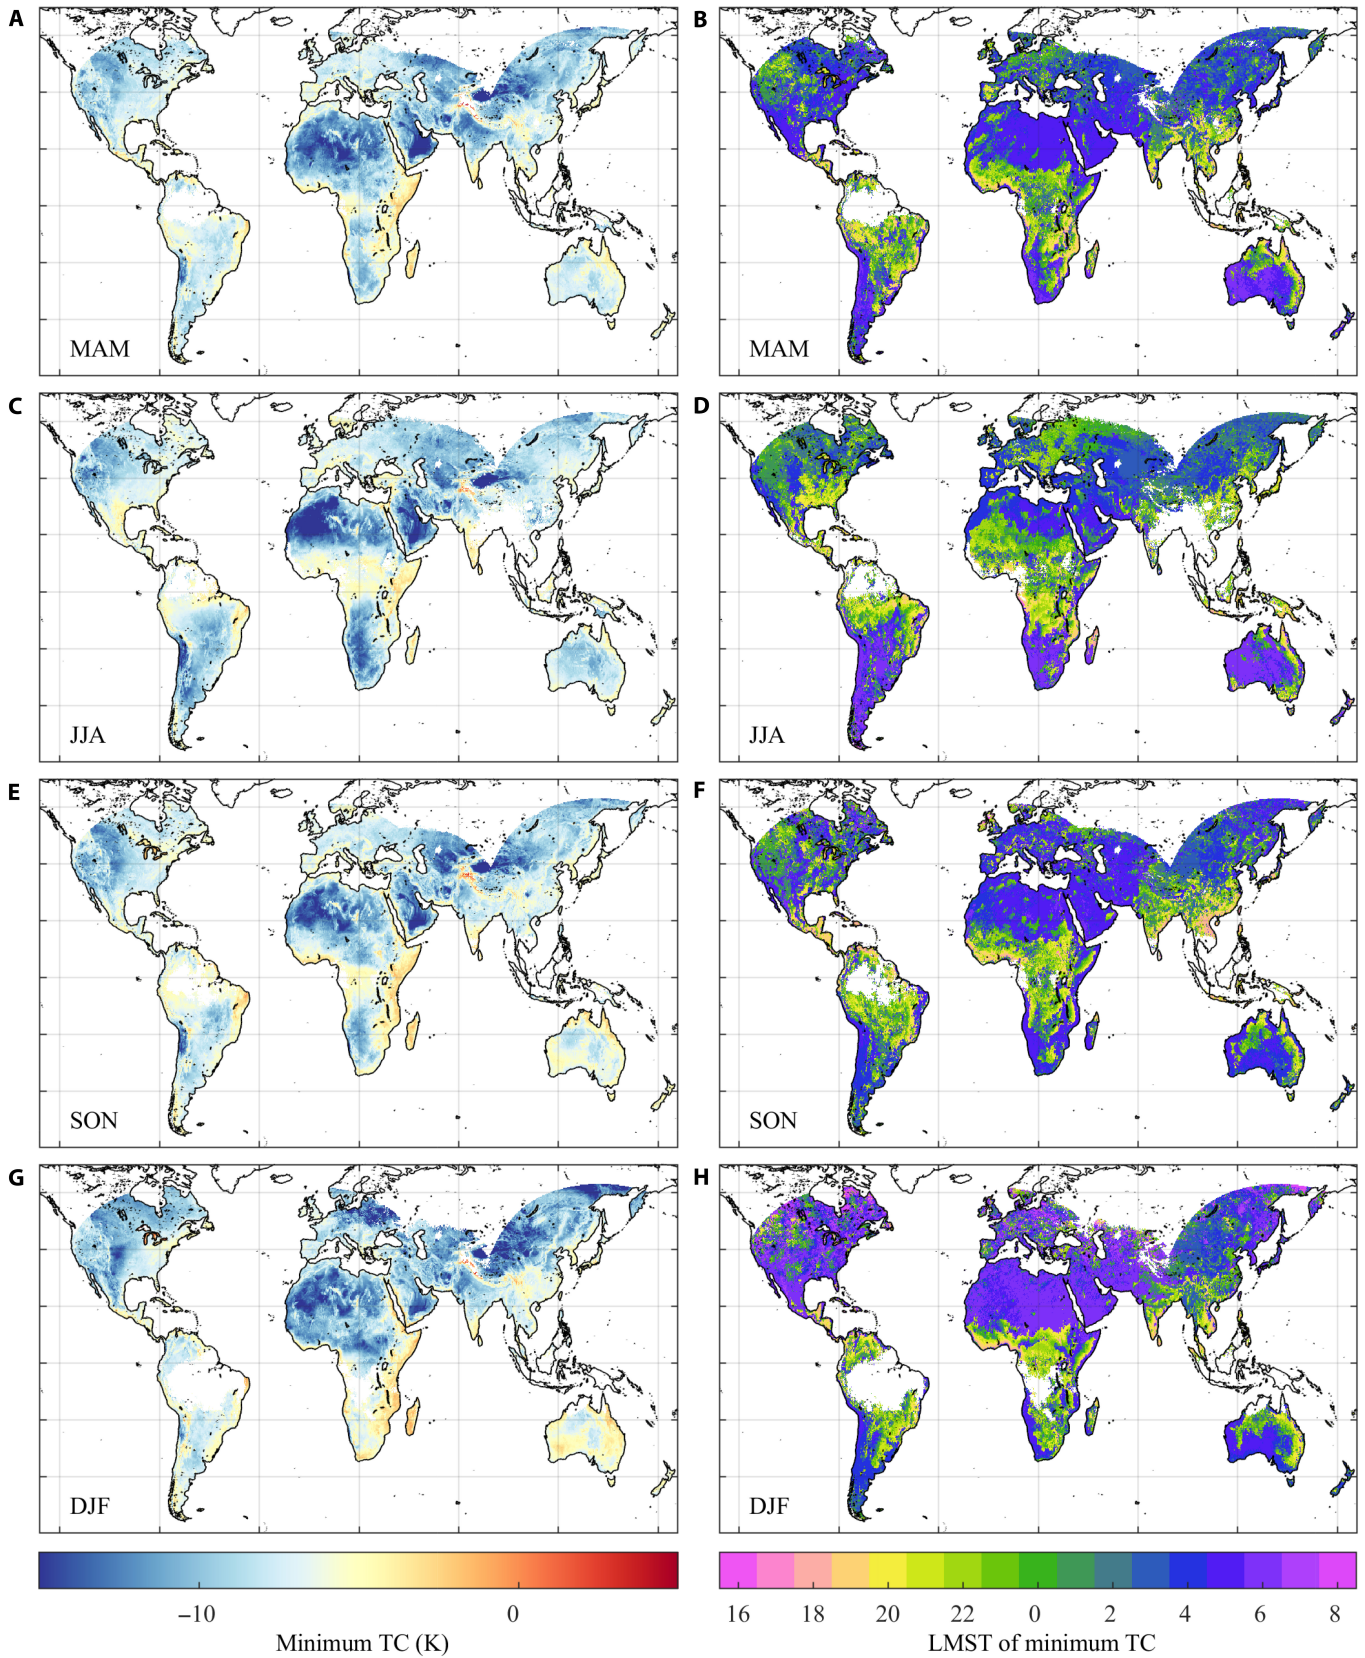 A
B
MAM
MAM
C
D
JJA
JJA
E
F
SON
SON
G
H
DJF
DJF
−10 0
16 18 20 22 0 2 4 6 8
Minimum TC (K)
LMST of minimum TC